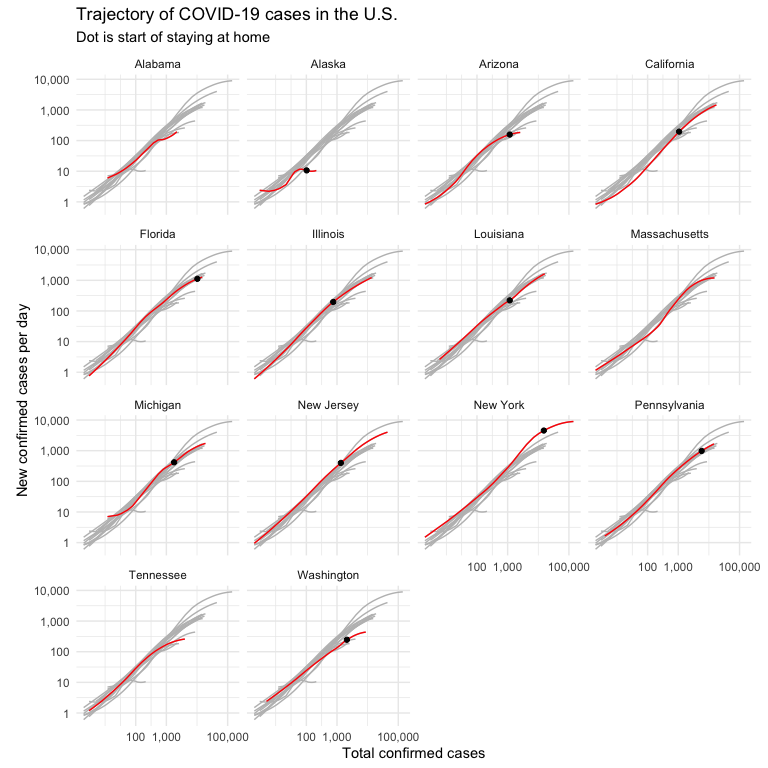 Trajectory of COVID-19 cases in the U.S.
Dot is start of staying at home
Alabama Alaska Arizona California
10,000
1,000
100
10
1
Florida Illinois Louisiana Massachusetts
10,000
1,000
100
10
1
New confirmed cases per day
Michigan New Jersey New York Pennsylvania
10,000
1,000
100
10
1
100 1,000 100,000 100 1,000 100,000
Tennessee Washington
10,000
1,000
100
10
1
100 1,000 100,000 100 1,000 100,000
Total confirmed cases